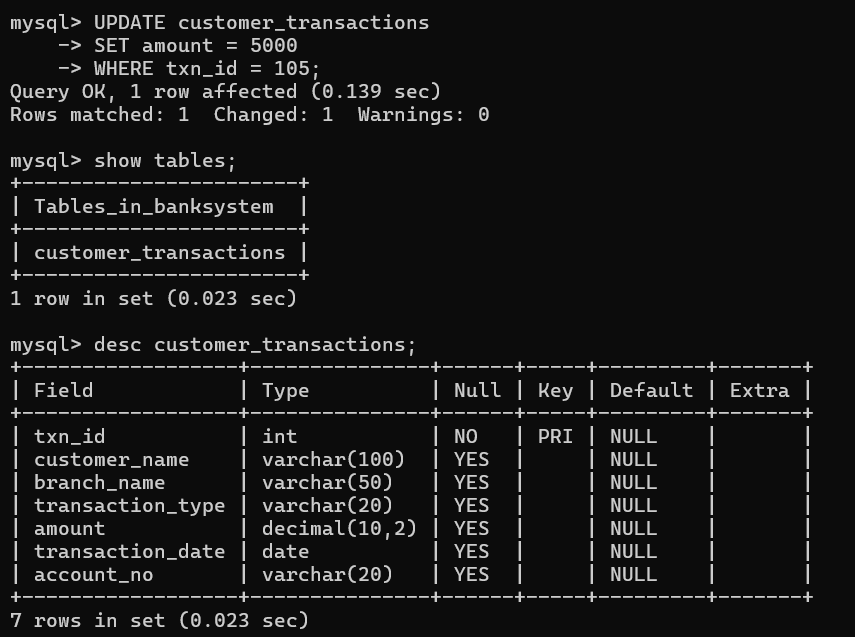 mysql> UPDATE customer_transactions
    -> SET amount = 5000
    -> WHERE txn_id = 105;
Query OK, 1 row affected (0.139 sec)
Rows matched: 1  Changed: 1  Warnings: 0

mysql> show tables;
+-----------------------+
| Tables_in_banksystem  |
+-----------------------+
| customer_transactions |
+-----------------------+
1 row in set (0.023 sec)

mysql> desc customer_transactions;
+------------------+---------------+------+-----+---------+-------+
| Field            | Type          | Null | Key | Default | Extra |
+------------------+---------------+------+-----+---------+-------+
| txn_id           | int           | NO   | PRI | NULL    |       |
| customer_name    | varchar(100)  | YES  |     | NULL    |       |
| branch_name      | varchar(50)   | YES  |     | NULL    |       |
| transaction_type | varchar(20)   | YES  |     | NULL    |       |
| amount           | decimal(10,2) | YES  |     | NULL    |       |
| transaction_date | date          | YES  |     | NULL    |       |
| account_no       | varchar(20)   | YES  |     | NULL    |       |
+------------------+---------------+------+-----+---------+-------+
7 rows in set (0.023 sec)